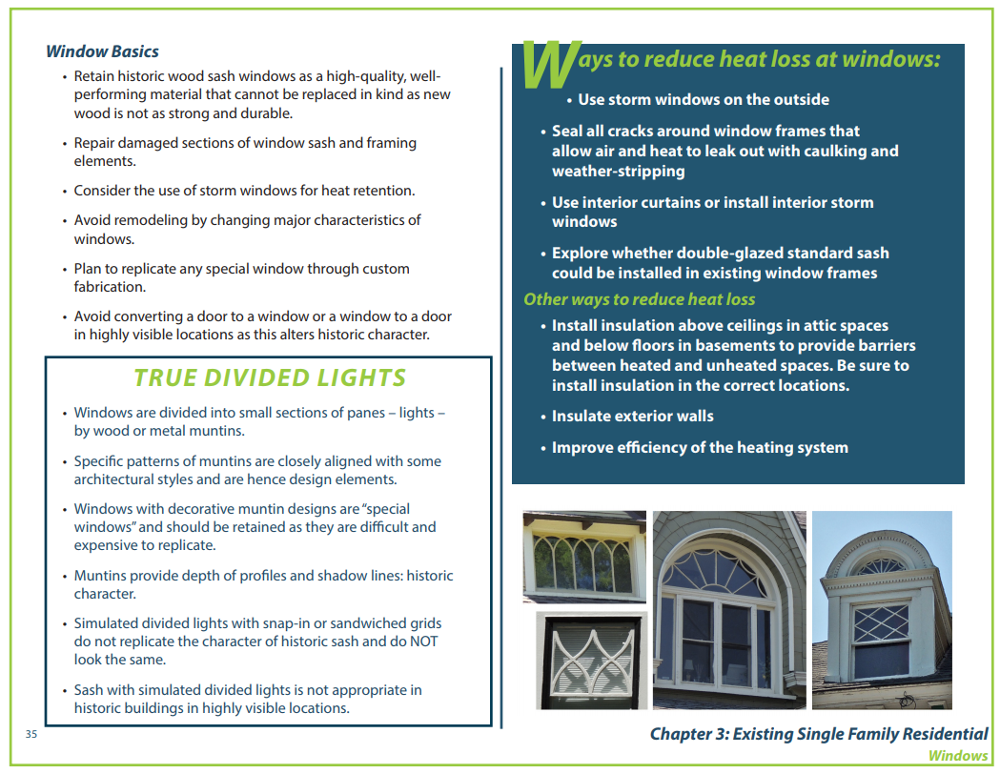 Window Basics
• Retain historic wood sash windows as a high-quality, well-
performing material that cannot be replaced in kind as new
wood is not as strong and durable.
• Repair damaged sections of window sash and framing
elements.
• Consider the use of storm windows for heat retention.
• Avoid remodeling by changing major characteristics of
windows.
• Plan to replicate any special window through custom
fabrication.
• Avoid converting a door to a window or a window to a door
in highly visible locations as this alters historic character.
TRUE DIVIDED LIGHTS
• Windows are divided into small sections of panes – lights –
by wood or metal muntins.
• Specific patterns of muntins are closely aligned with some
architectural styles and are hence design elements.
• Windows with decorative muntin designs are “special
windows” and should be retained as they are difficult and
expensive to replicate.
• Muntins provide depth of profiles and shadow lines: historic
character.
• Simulated divided lights with snap-in or sandwiched grids
do not replicate the character of historic sash and do NOT
look the same.
• Sash with simulated divided lights is not appropriate in
historic buildings in highly visible locations.
Ways to reduce heat loss at windows:
• Use storm windows on the outside
• Seal all cracks around window frames that
allow air and heat to leak out with caulking and
weather-stripping
• Use interior curtains or install interior storm
windows
• Explore whether double-glazed standard sash
could be installed in existing window frames
Other ways to reduce heat loss
• Install insulation above ceilings in attic spaces
and below floors in basements to provide barriers
between heated and unheated spaces. Be sure to
install insulation in the correct locations.
• Insulate exterior walls
• Improve efficiency of the heating system
35
Chapter 3: Existing Single Family Residential
Windows